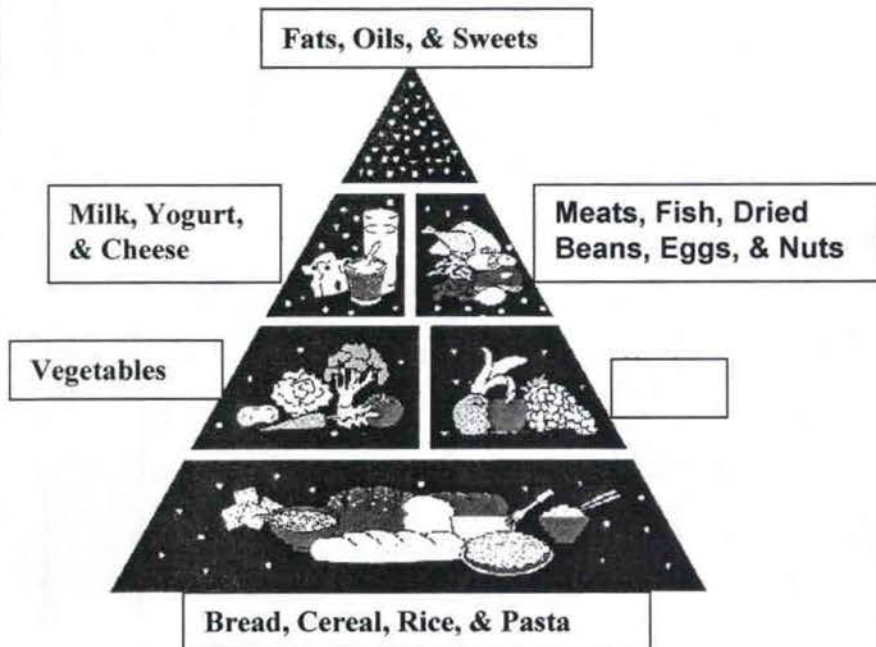 Fats, Oils, & Sweets
Milk, Yogurt,
& Cheese
Meats, Fish, Dried
Beans, Eggs, & Nuts
Vegetables
Bread, Cereal, Rice, & Pasta